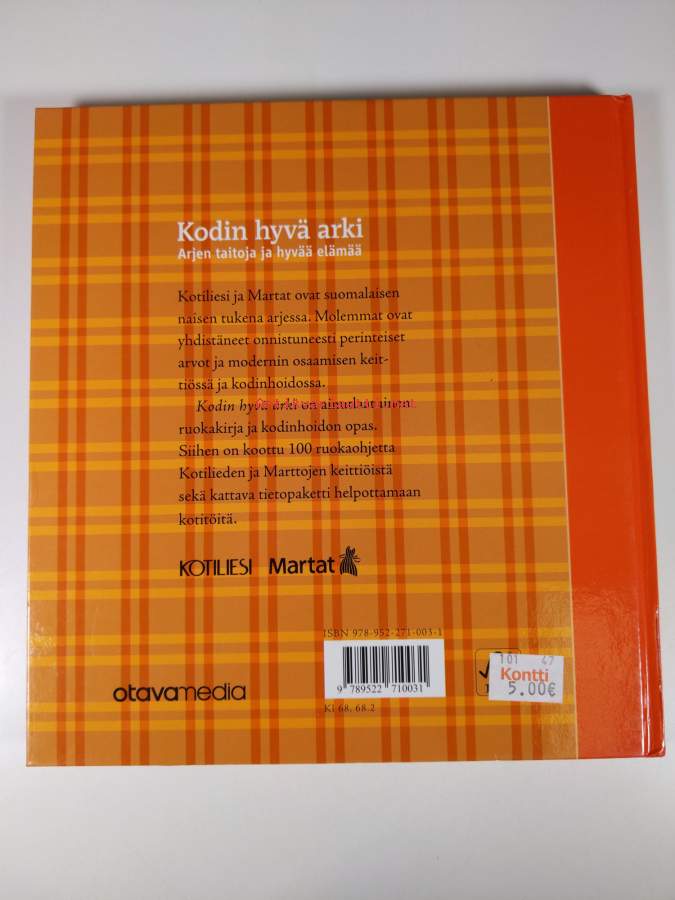 Kodin hyvä arki
Arjen taitoja ja hyvää elämää
Kotiliesi ja Martat ovat suomalaisen
naisen tukena arjessa. Molemmat ovat
yhdistäneet onnistuneesti perinteiset
arvot ja modernin osaamisen keit-
tiössä ja kodinhoidossa.
Kodin hyvä arki on
ruokakirja ja kodinhoidon opas.
Siihen on koottu 100 ruokaohjetta
Kotilieden ja Marttojen keittiöistä
sekä kattava tietopaketti helpottamaan
kotitöitä.
KOTILIESI Martat
ISBN 978-952-271-003-1
9 789522 710031
Kl 68, 68.2
otavamedia
101 47
Kontti
5.00€